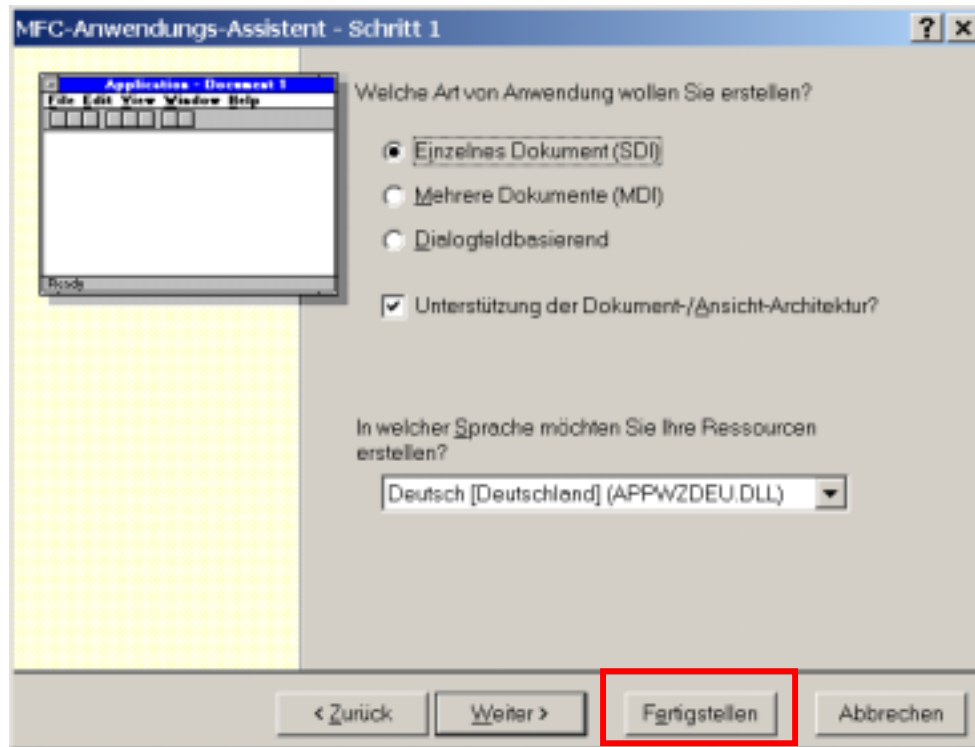 MFC-Anwendungs-Assistent - Schritt 1
Application - Document 1
File Edit View Window Help
Ready
Welche Art von Anwendung wollen Sie erstellen?
Einzelnes Dokument (SDI)
Mehrere Dokumente (MDI)
Dialogfeldbasierend
Unterstützung der Dokument-/Ansicht-Architektur?
In welcher Sprache möchten Sie Ihre Ressourcen
erstellen?
Deutsch [Deutschland] (APPWZDEU.DLL)
< Zurück Weiter > Fertigstellen Abbrechen